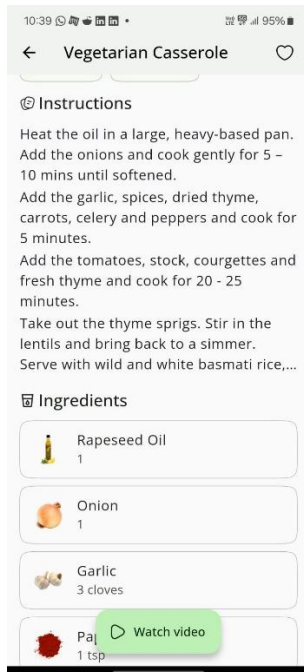 10:39
95%
Vegetarian Casserole
Instructions
Heat the oil in a large, heavy-based pan.
Add the onions and cook gently for 5 –
10 mins until softened.
Add the garlic, spices, dried thyme,
carrots, celery and peppers and cook for
5 minutes.
Add the tomatoes, stock, courgettes and
fresh thyme and cook for 20 - 25
minutes.
Take out the thyme sprigs. Stir in the
lentils and bring back to a simmer.
Serve with wild and white basmati rice,...
Ingredients
Rapeseed Oil
1
Onion
1
Garlic
3 cloves
Watch video
1 tsp